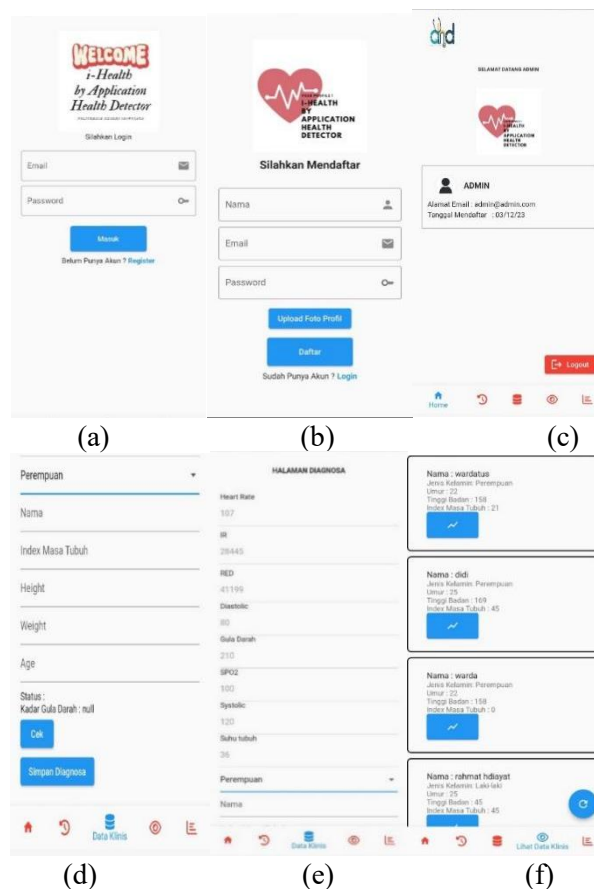 WELCOME
i-Health
by Application
Health Detector
Silahkan Login
Email
Password
Masuk
Belum Punya Akun ? Register
(a)
I-HEALTH
BY
APPLICATION
HEALTH
DETECTOR
Silahkan Mendaftar
Nama
Email
Password
Upload Foto Profil
Daftar
Sudah Punya Akun ? Login
(b)
ahd
SELAMAT DATANG ADMIN
I-HEALTH
BY
APPLICATION
HEALTH
DETECTOR
ADMIN
Alamat Email : admin@admin.com
Tanggal Mendaftar : 03/12/23
Logout
Home
(c)
Perempuan
Nama
Index Masa Tubuh
Height
Weight
Age
Status :
Kadar Gula Darah : null
Cek
Simpan Diagnosa
Data Klinis
(d)
HALAMAN DIAGNOSA
Heart Rate
107
IR
28445
RED
41199
Diastolic
80
Gula Darah
210
SPO2
100
Systolic
120
Suhu tubuh
36
Perempuan
Nama
Data Klinis
(e)
Nama : wardatus
Jenis Kelamin: Perempuan
Umur : 22
Tinggi Badan : 158
Index Masa Tubuh : 21
Nama : didi
Jenis Kelamin: Perempuan
Umur : 25
Tinggi Badan : 169
Index Masa Tubuh : 45
Nama : warda
Jenis Kelamin: Perempuan
Umur : 22
Tinggi Badan : 158
Index Masa Tubuh : 0
Nama : rahmat hdiayat
Jenis Kelamin: Laki-laki
Umur : 25
Tinggi Badan : 45
Index Masa Tubuh : 45
Lihat Data Klinis
(f)